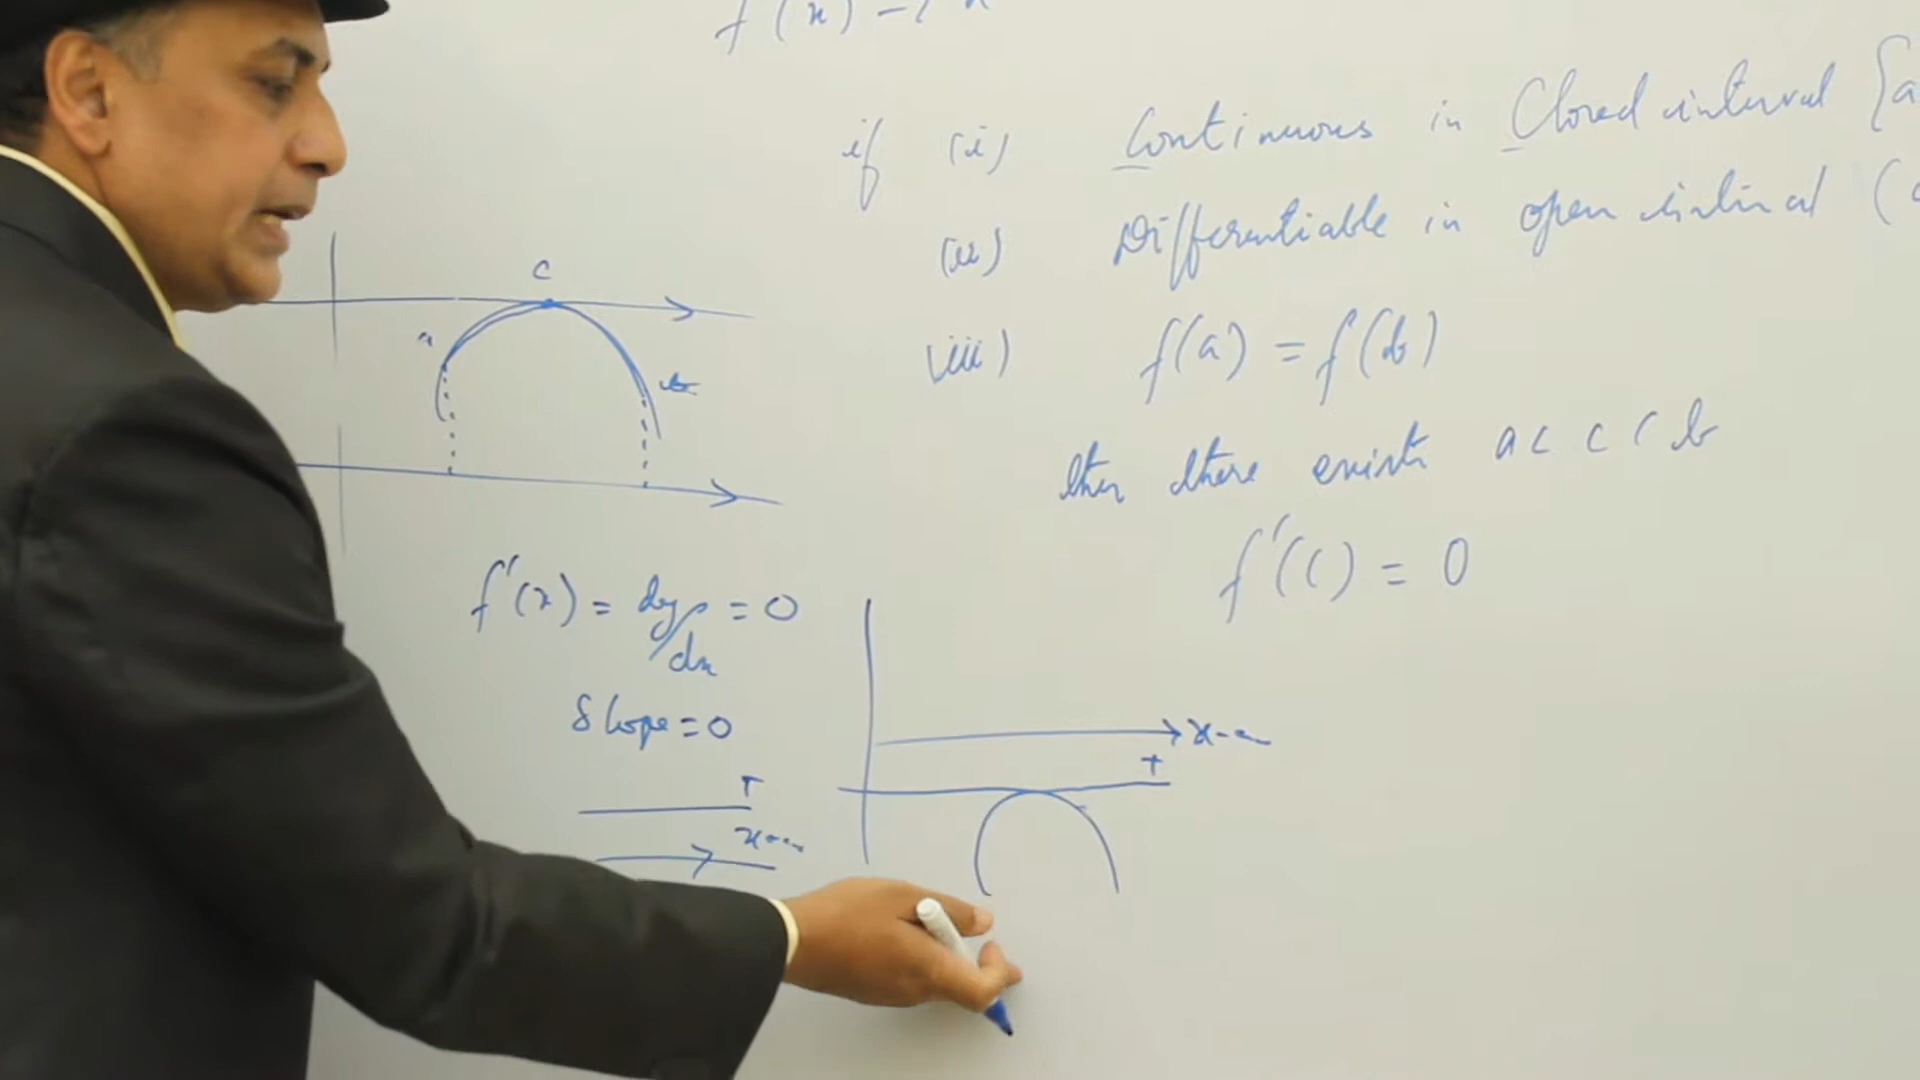 f(x) → x
if (i) Continuous in Closed interval [a
(ii) Differentiable in open interval (
(iii) f(a) = f(b)
then there exists a < c < b
f'(c) = 0
c
a
b
f'(x) = dy/dx = 0
Slope = 0
T
x-a
T